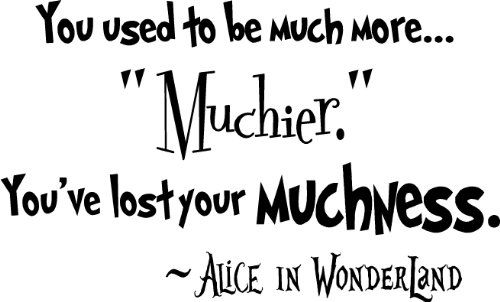 You used to be much more...
"Muchier."
You've lost your MUCHNESS.
~ Alice in Wonderland